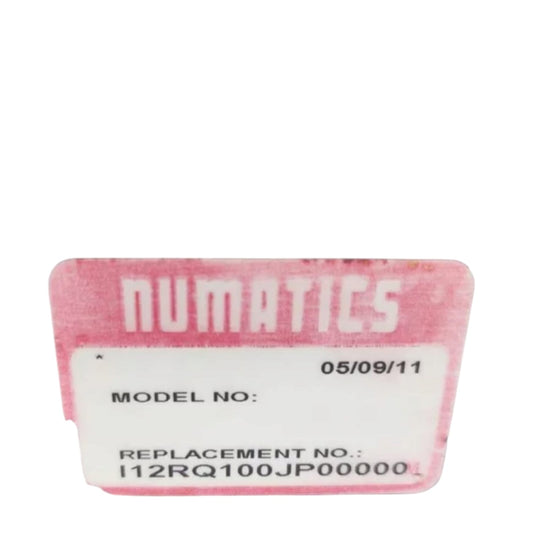 NUMATICS
*
05/09/11
MODEL NO:
REPLACEMENT NO.:
I12RQ100JP00000